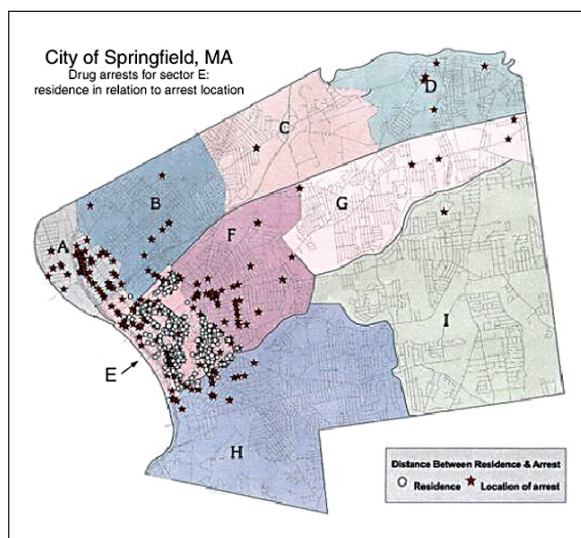 City of Springfield, MA
Drug arrests for sector E:
residence in relation to arrest location
D
C
B
G
F
A
I
E
H
Distance Between Residence & Arrest
Residence
Location of arrest